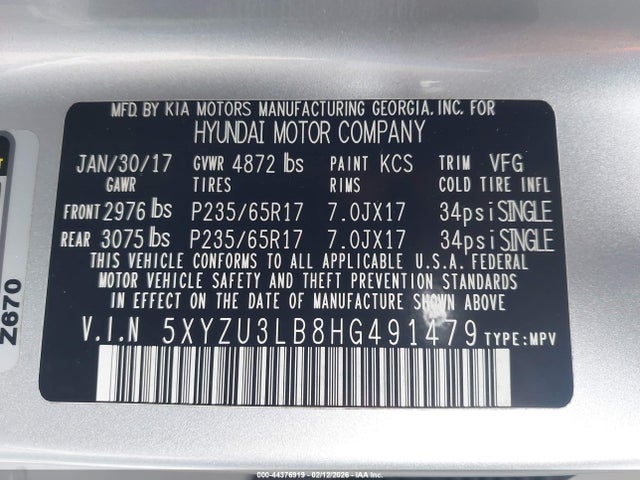 MFD. BY KIA MOTORS MANUFACTURING GEORGIA, INC. FOR
HYUNDAI MOTOR COMPANY
JAN/30/17 GVWR 4872 lbs PAINT KCS TRIM VFG
GAWR TIRES RIMS COLD TIRE INFL
FRONT 2976 lbs P235/65R17 7.0JX17 34psi SINGLE
REAR 3075 lbs P235/65R17 7.0JX17 34psi SINGLE
THIS VEHICLE CONFORMS TO ALL APPLICABLE U.S.A. FEDERAL
MOTOR VEHICLE SAFETY AND THEFT PREVENTION STANDARDS
IN EFFECT ON THE DATE OF MANUFACTURE SHOWN ABOVE
V.I.N 5XYZU3LB8HG491479 TYPE: MPV
Z670
000-44376919 - 02/12/2026 - IAA Inc.